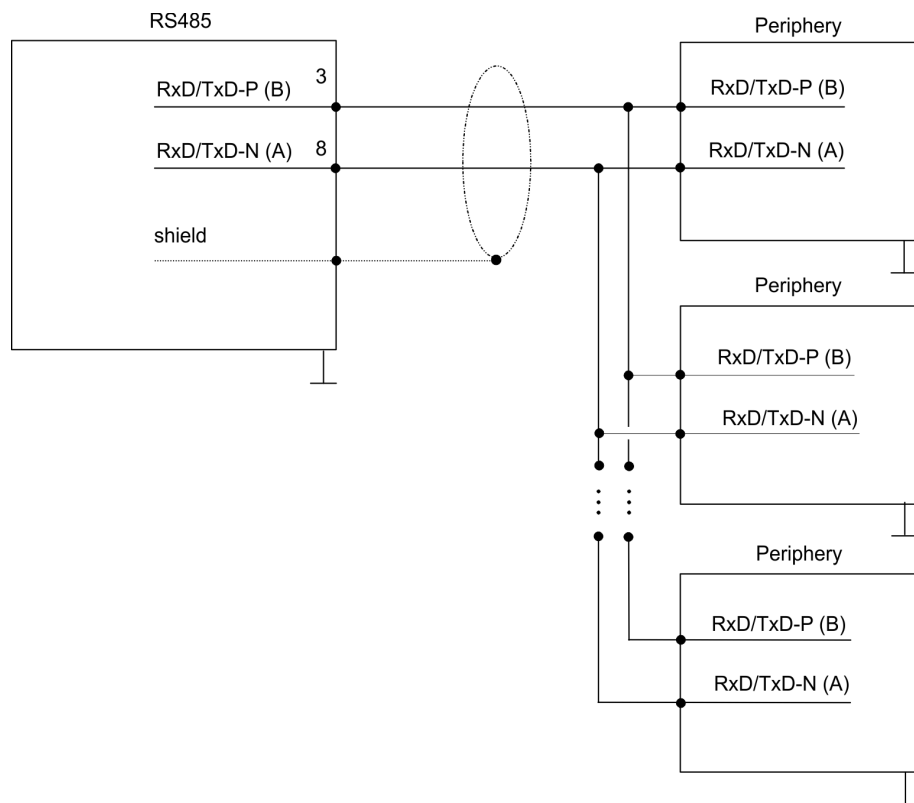 RS485
RxD/TxD-P (B)
3
RxD/TxD-N (A)
8
shield
Periphery
RxD/TxD-P (B)
RxD/TxD-N (A)
Periphery
RxD/TxD-P (B)
RxD/TxD-N (A)
Periphery
RxD/TxD-P (B)
RxD/TxD-N (A)